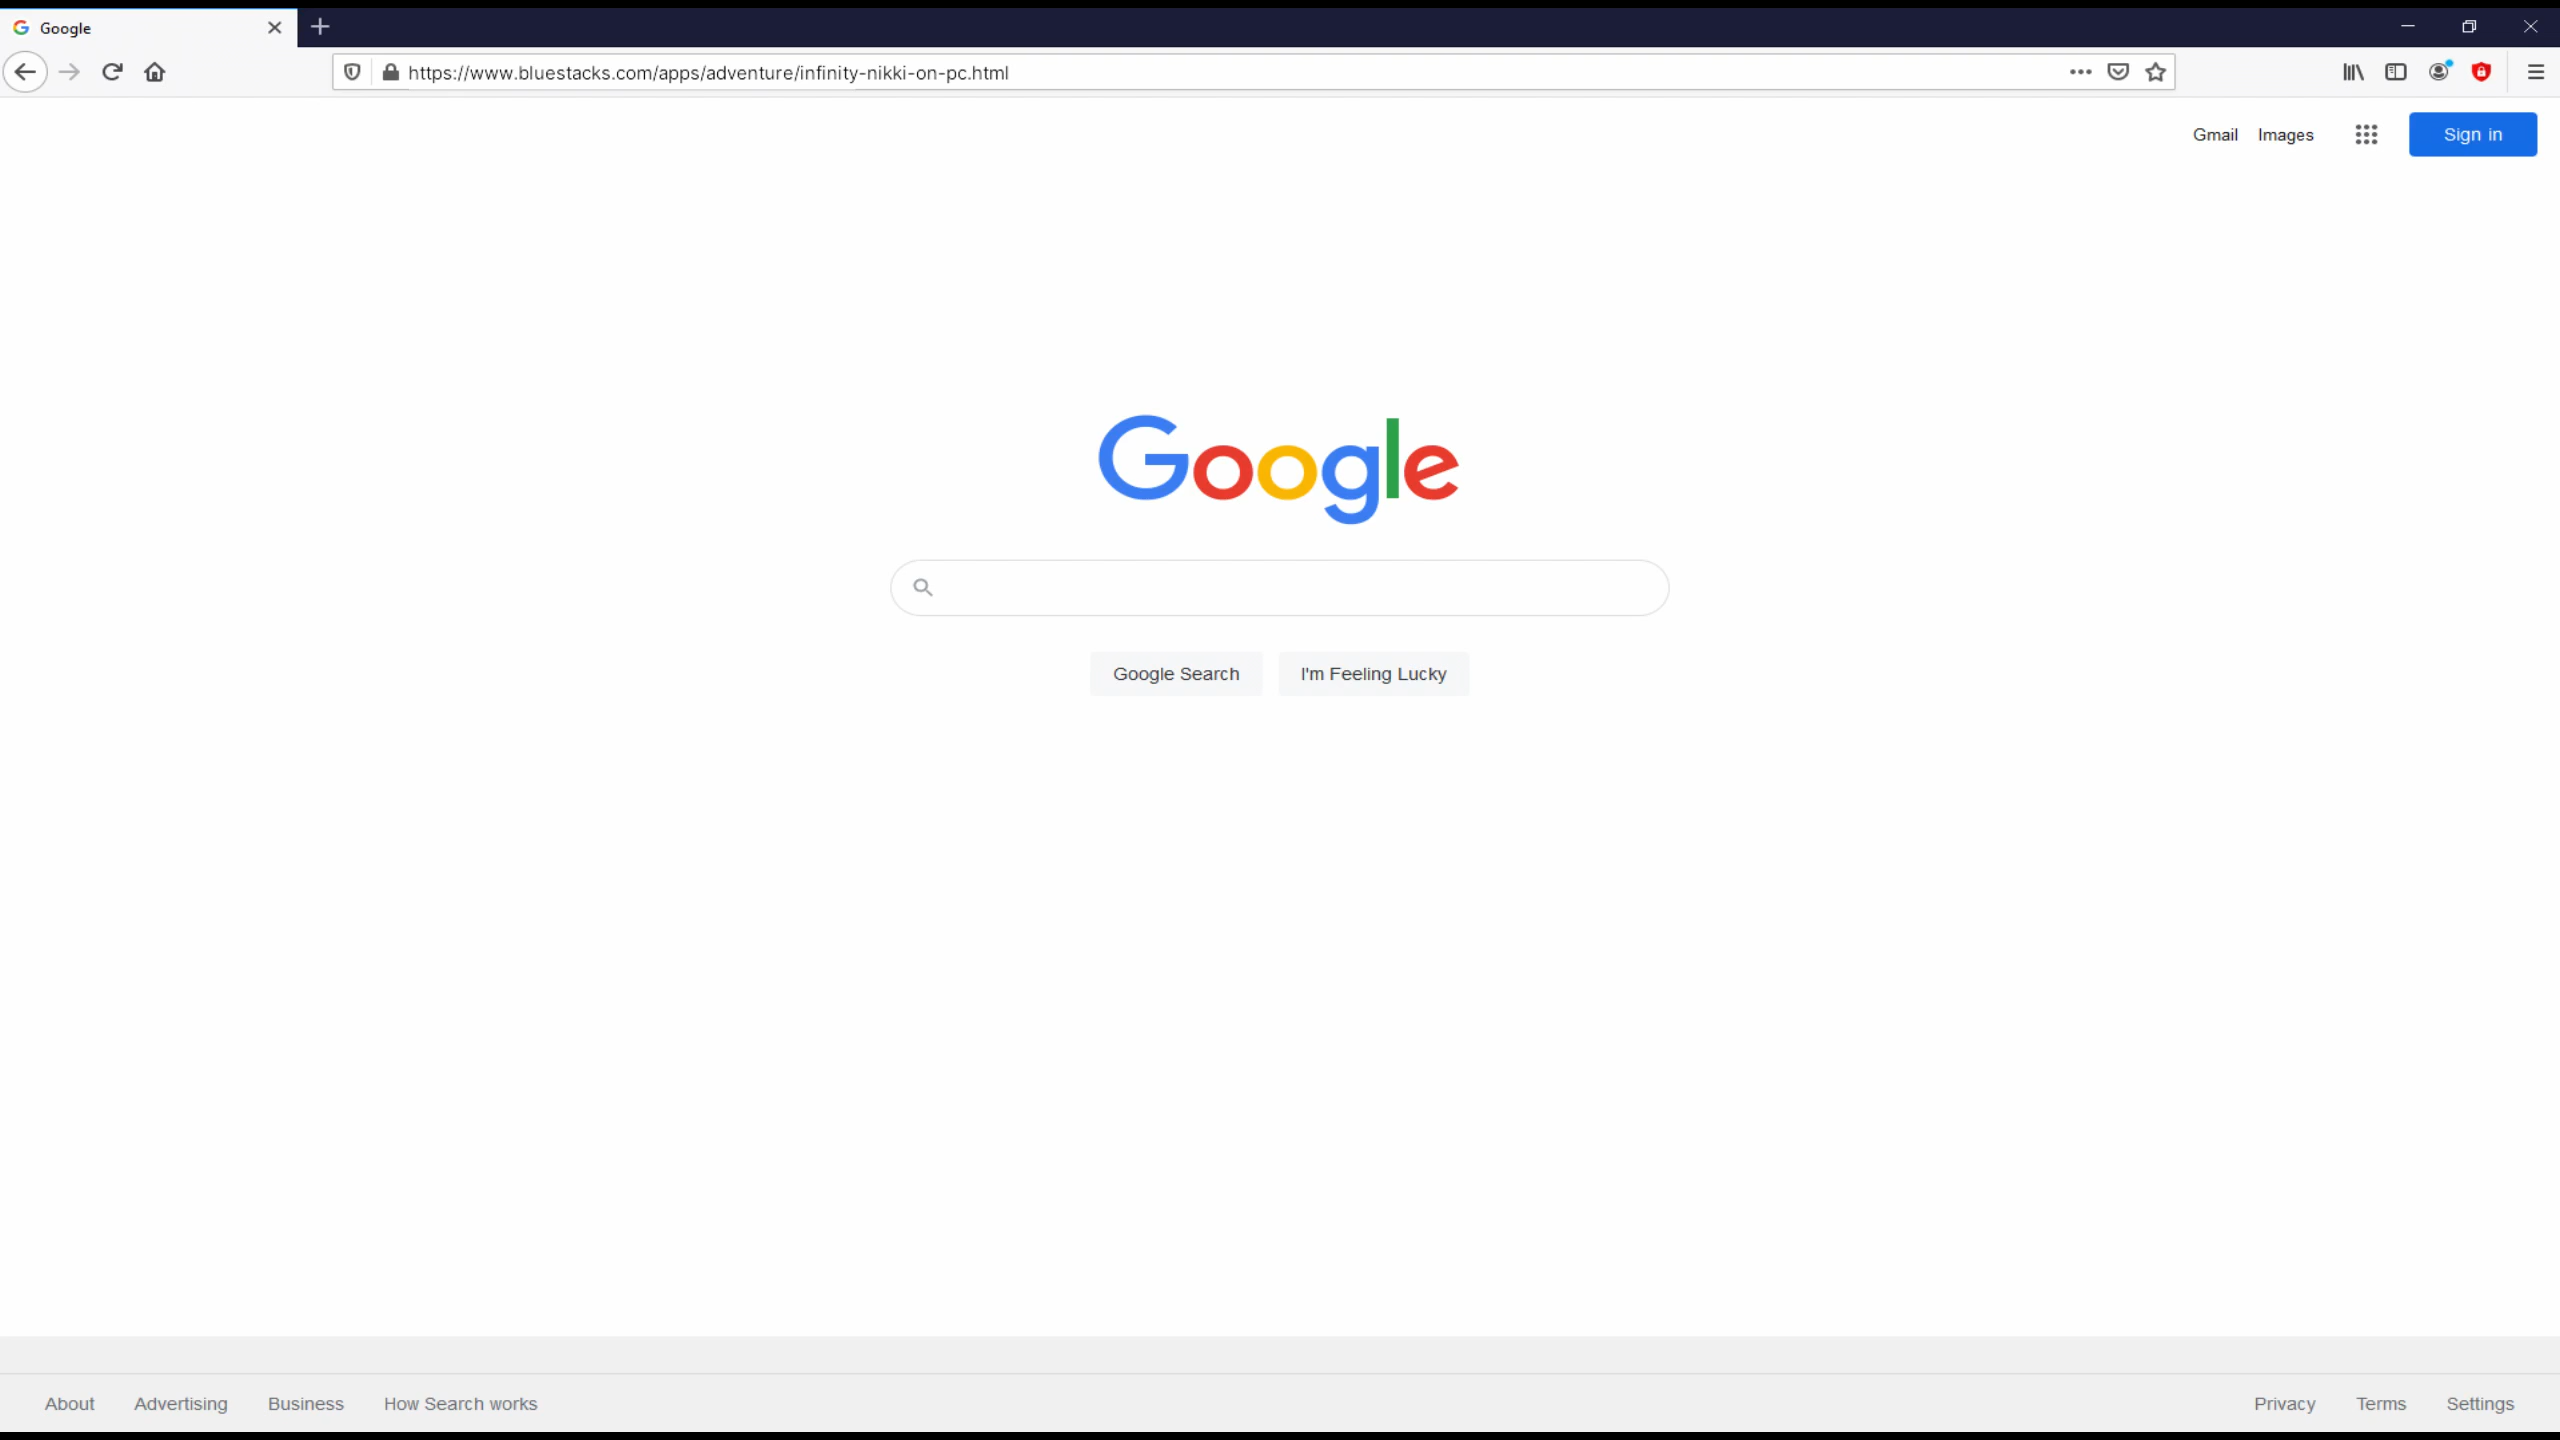 Google
https://www.bluestacks.com/apps/adventure/infinity-nikki-on-pc.html
Gmail Images Sign in
Google
Google Search I'm Feeling Lucky
About Advertising Business How Search works Privacy Terms Settings